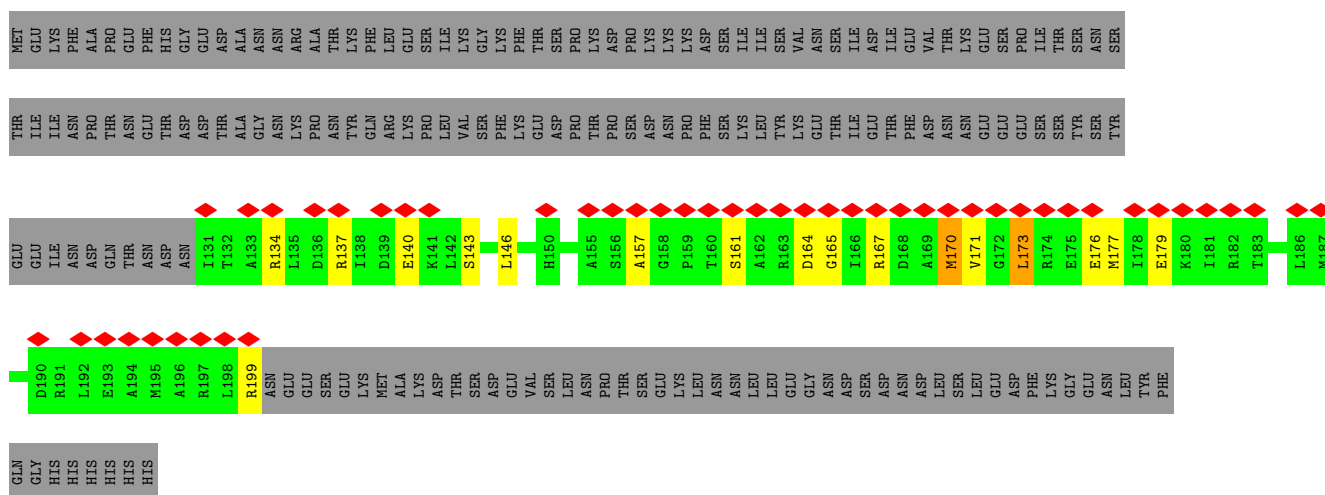 MET GLU LYS PHE ALA PRO GLU PHE HIS GLY GLU ASP ALA ASN ASN ARG ALA THR LYS PHE LEU GLU SER ILE LYS GLY LYS PHE THR SER PRO LYS ASP PRO LYS LYS LYS ASP SER ILE ILE SER VAL ASN SER ILE ASP ILE GLU VAL THR LYS GLU SER PRO ILE THR SER ASN SER
THR ILE ILE ASN PRO THR ASN GLU THR ASP ASP THR ALA GLY ASN LYS PRO ASN TYR GLN ARG LYS PRO LEU VAL SER PHE LYS GLU ASP PRO THR PRO SER ASP ASN PRO PHE SER LYS LEU TYR LYS GLU THR ILE GLU THR PHE ASP ASN ASN GLU GLU GLU SER SER TYR SER TYR
GLU GLU ILE ASN ASP GLN THR ASN ASP ASN I131 T132 A133 R134 L135 D136 R137 I138 D139 E140 K141 L142 S143 L146 H150 A155 S156 A157 G158 P159 T160 S161 A162 R163 D164 G165 I166 R167 D168 A169 M170 V171 G172 L173 R174 E175 E176 M177 I178 E179 K180 I181 R182 T183 L186 M187
D190 R191 L192 E193 A194 M195 A196 R197 L198 R199 ASN GLU GLU SER GLU LYS MET ALA LYS ASP THR SER ASP GLU VAL SER LEU ASN PRO THR SER GLU LYS LEU ASN ASN LEU LEU GLU GLY ASN ASP SER ASP ASN ASP LEU SER LEU GLU ASP PHE LYS GLY GLU ASN LEU TYR PHE
GLN GLY HIS HIS HIS HIS HIS HIS